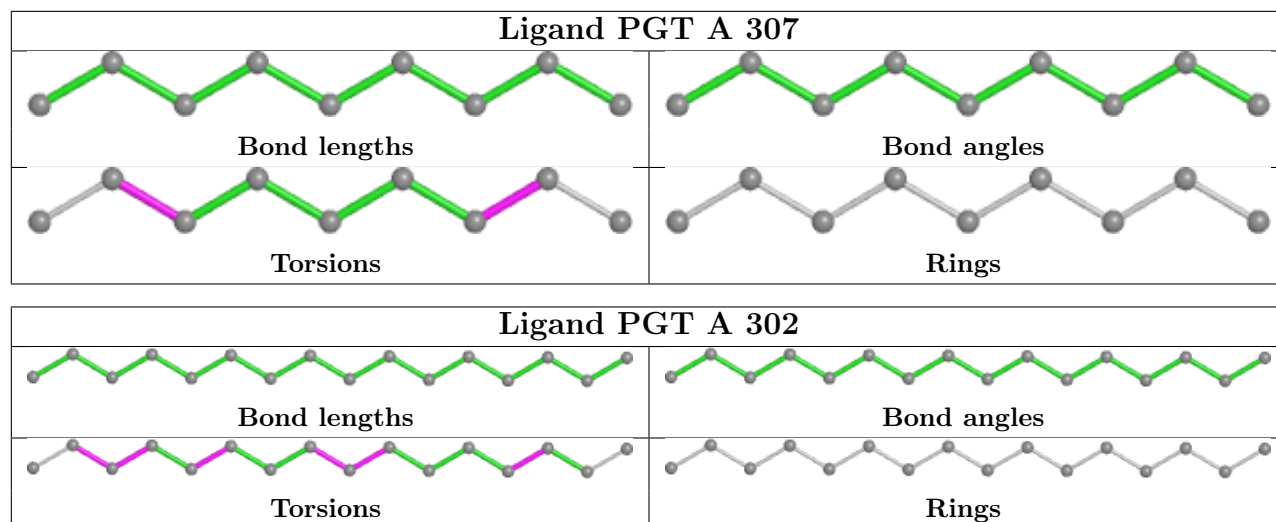 Ligand PGT A 307
Bond lengths
Bond angles
Torsions
Rings
Ligand PGT A 302
Bond lengths
Bond angles
Torsions
Rings